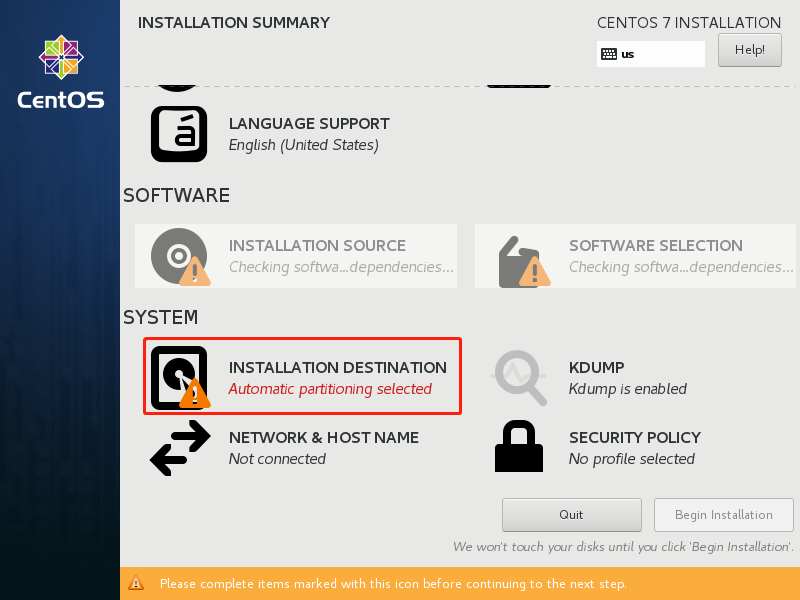 INSTALLATION SUMMARY
CENTOS 7 INSTALLATION
us
Help!
CentOS
LANGUAGE SUPPORT
English (United States)
SOFTWARE
INSTALLATION SOURCE
Checking softwa...dependencies...
SOFTWARE SELECTION
Checking softwa...dependencies...
SYSTEM
INSTALLATION DESTINATION
Automatic partitioning selected
KDUMP
Kdump is enabled
NETWORK & HOST NAME
Not connected
SECURITY POLICY
No profile selected
Quit
Begin Installation
We won't touch your disks until you click 'Begin Installation'.
Please complete items marked with this icon before continuing to the next step.